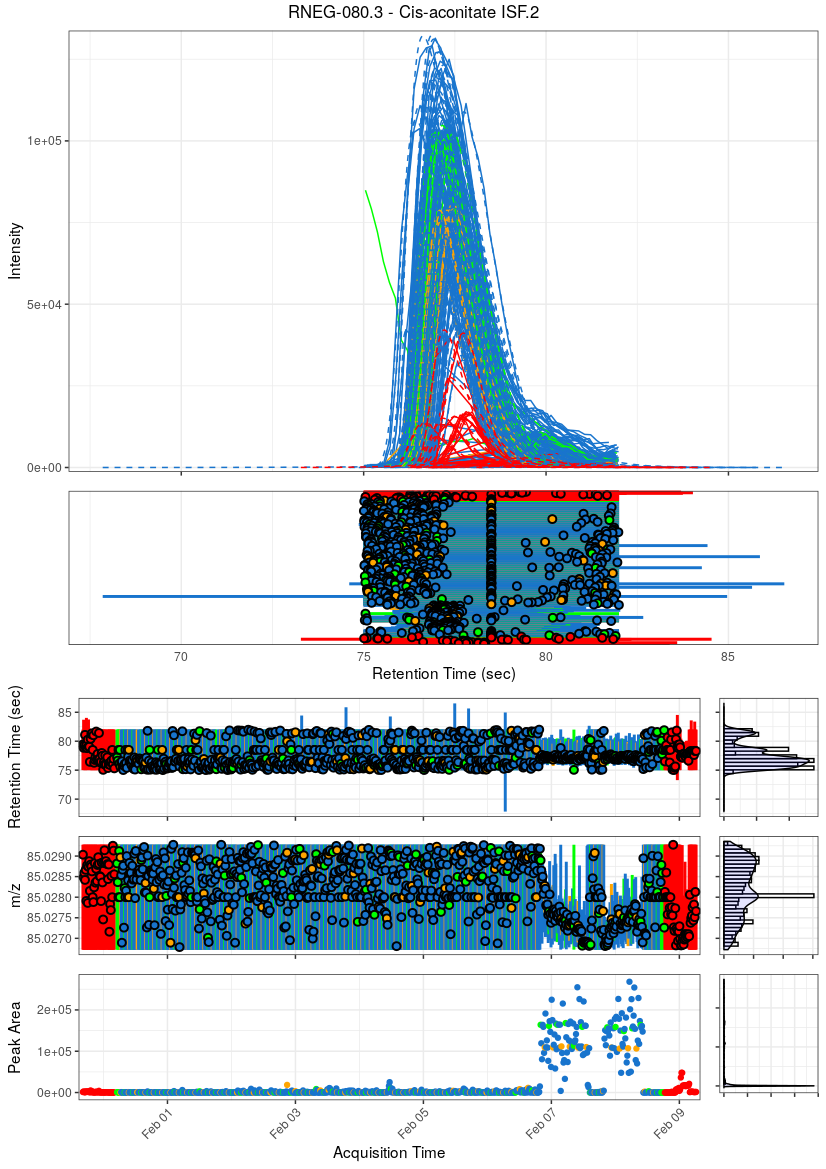 RNEG-080.3 - Cis-aconitate ISF.2
Intensity
1e+05
5e+04
0e+00
70
75
80
85
Retention Time (sec)
Retention Time (sec)
85
80
75
70
m/z
85.0290
85.0285
85.0280
85.0275
85.0270
Peak Area
2e+05
1e+05
0e+00
Feb 01
Feb 03
Feb 05
Feb 07
Feb 09
Acquisition Time